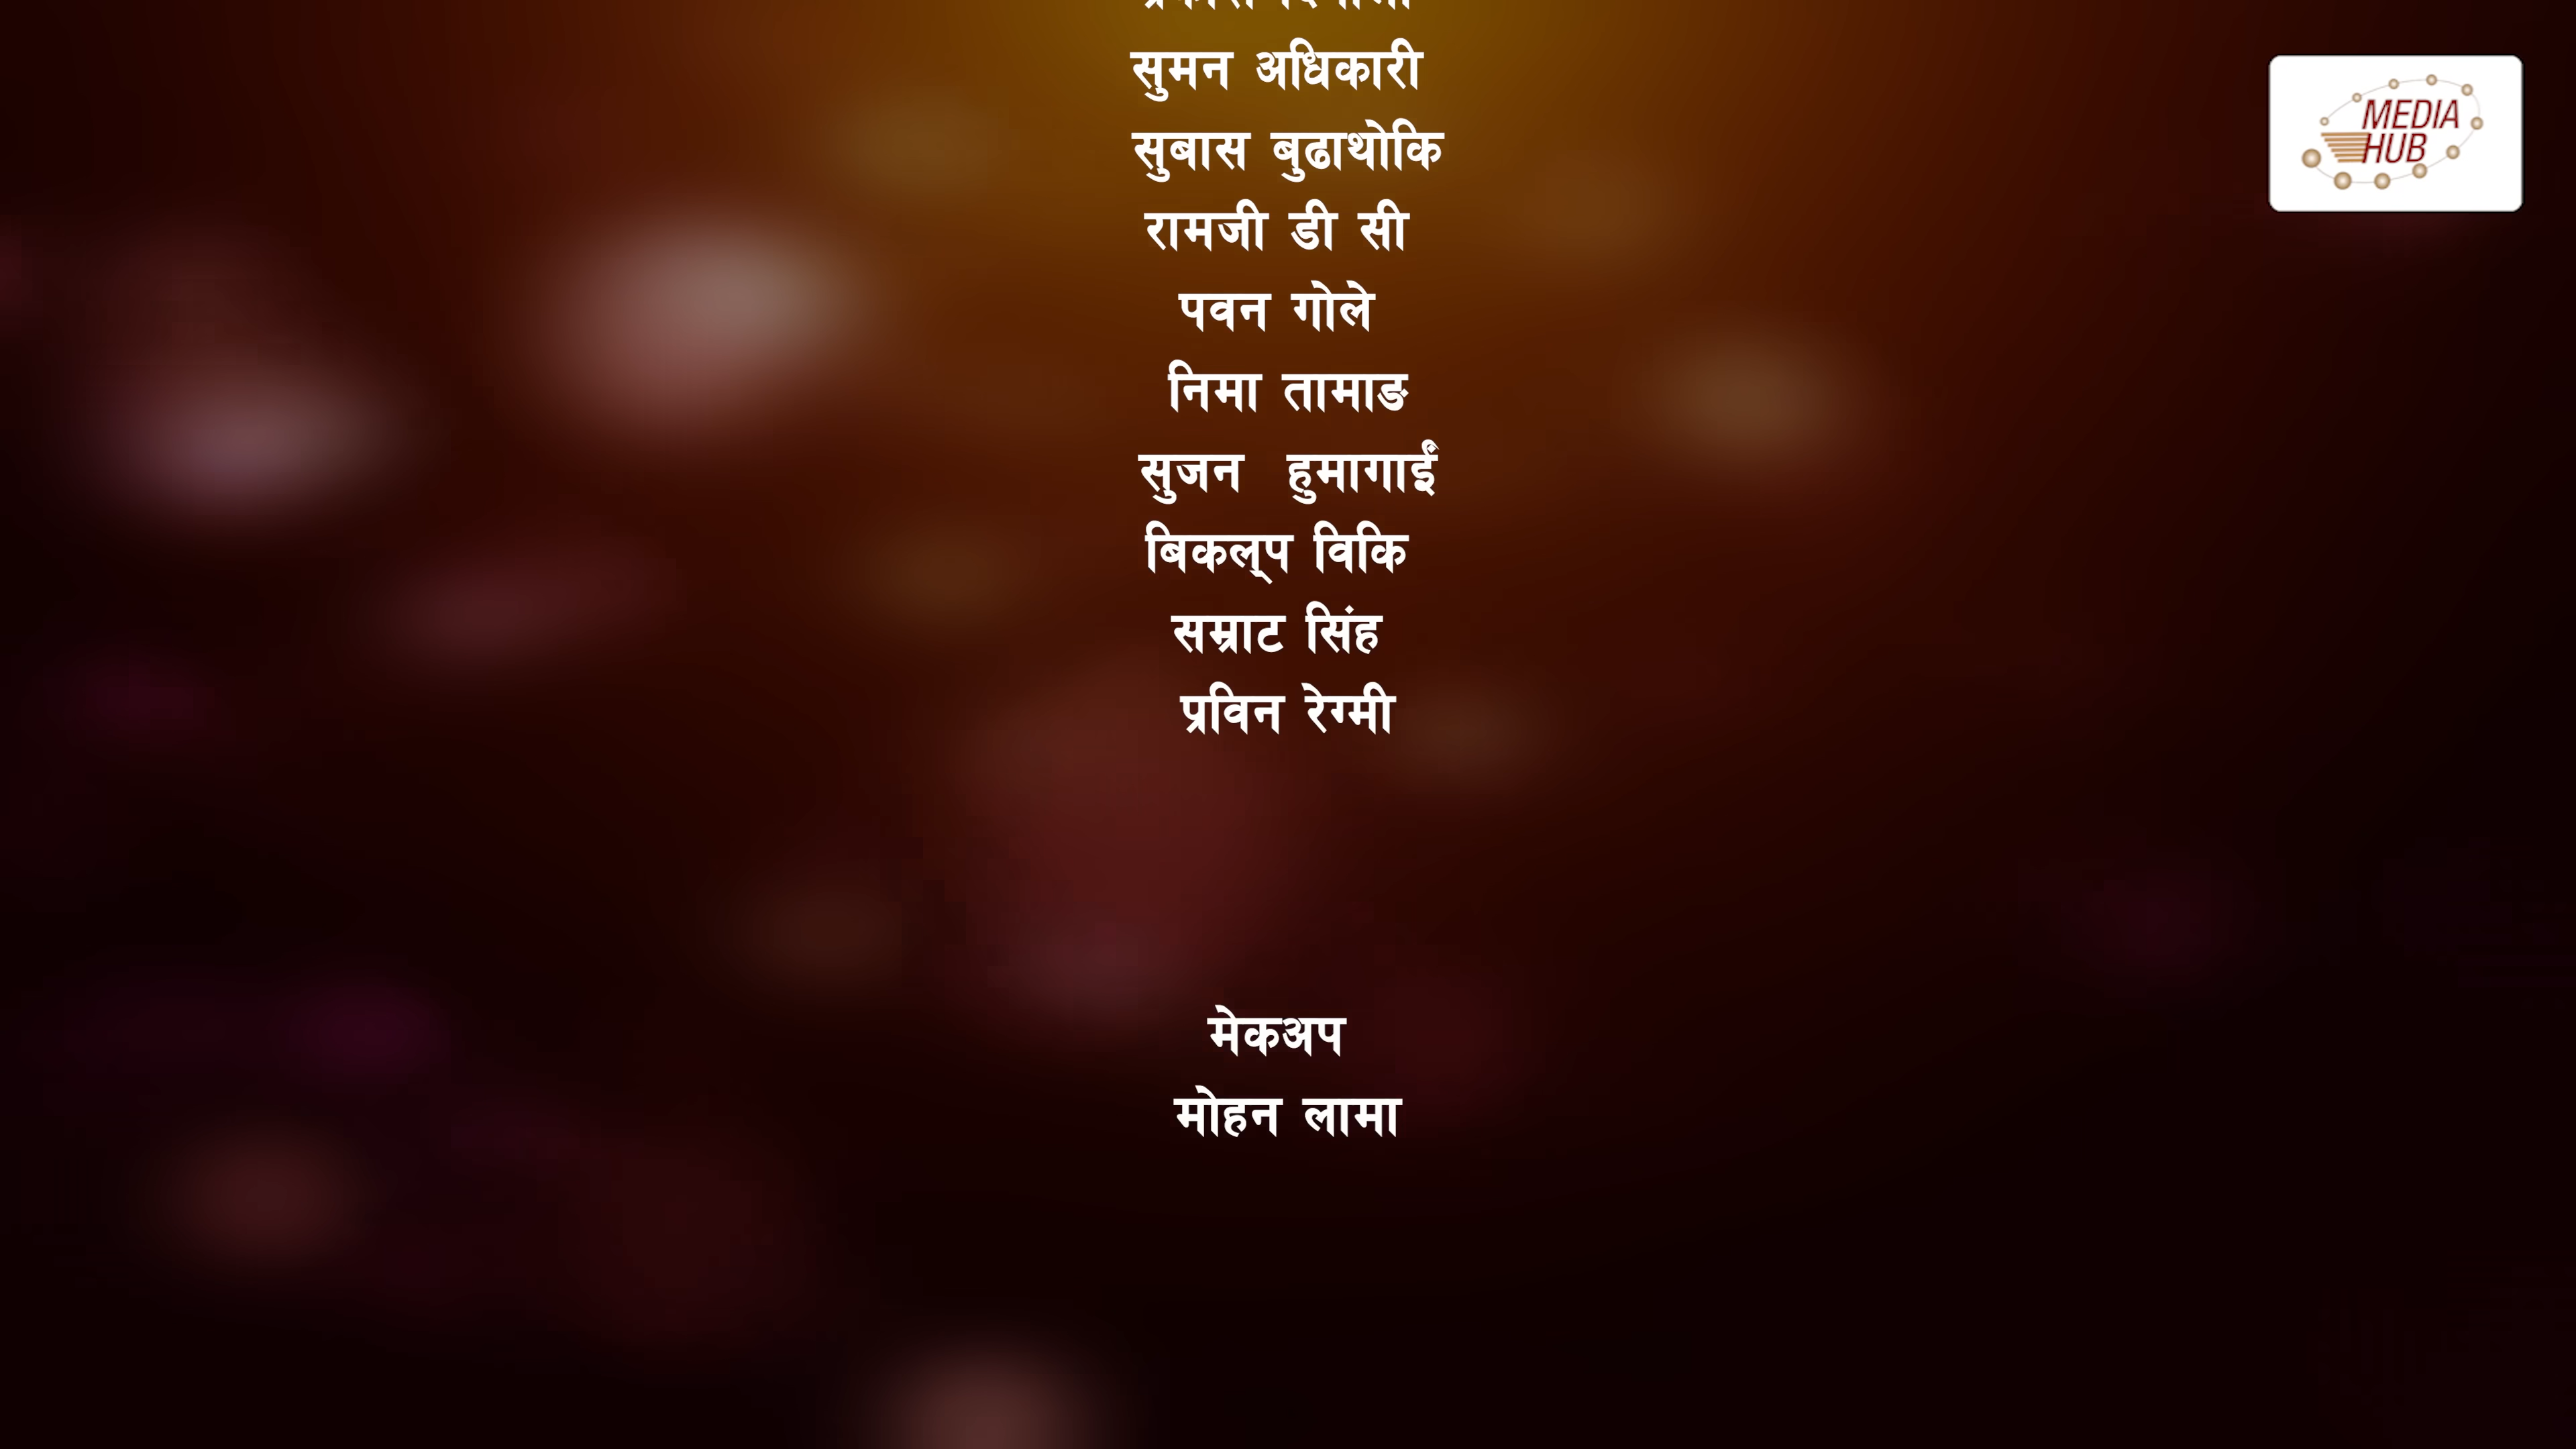 सुमन अधिकारी
सुबास बुढाथोकि
रामजी डी सी
पवन गोले
निमा तामाङ
सुजन हुमागाईं
बिकल्प विकि
सम्राट सिंह
प्रविन रेग्मी
मेकअप
मोहन लामा
MEDIA
HUB